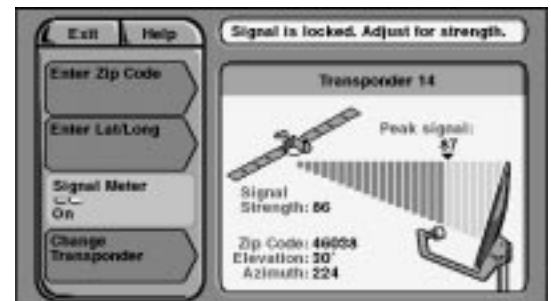 Exit
Help
Signal is locked. Adjust for strength.
Enter Zip Code
Enter Lat/Long
Signal Meter
On
Change
Transponder
Transponder 14
Peak signal:
87
Signal
Strength: 86
Zip Code: 46038
Elevation: 30°
Azimuth: 224